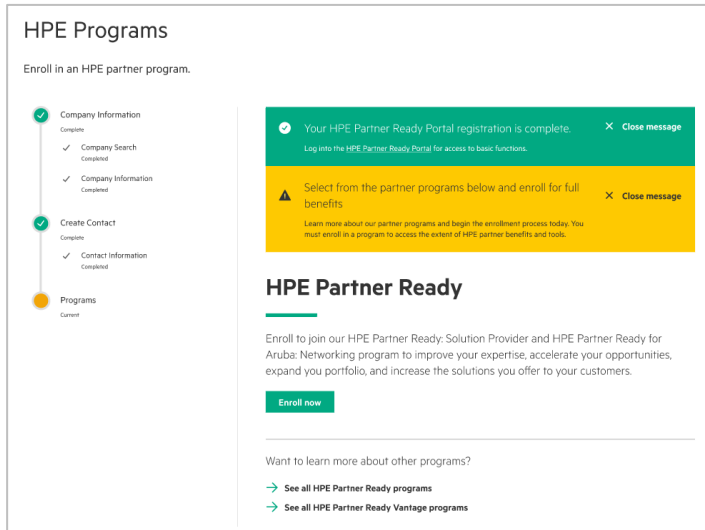 HPE Programs
Enroll in an HPE partner program.
Company Information
Complete
Company Search
Completed
Company Information
Completed
Create Contact
Complete
Contact Information
Completed
Programs
Current
Your HPE Partner Ready Portal registration is complete.
Close message
Log into the HPE Partner Ready Portal for access to basic functions.
Select from the partner programs below and enroll for full
benefits
Close message
Learn more about our partner programs and begin the enrollment process today. You
must enroll in a program to access the extent of HPE partner benefits and tools.
HPE Partner Ready
Enroll to join our HPE Partner Ready: Solution Provider and HPE Partner Ready for
Aruba: Networking program to improve your expertise, accelerate your opportunities,
expand you portfolio, and increase the solutions you offer to your customers.
Enroll now
Want to learn more about other programs?
See all HPE Partner Ready programs
See all HPE Partner Ready Vantage programs